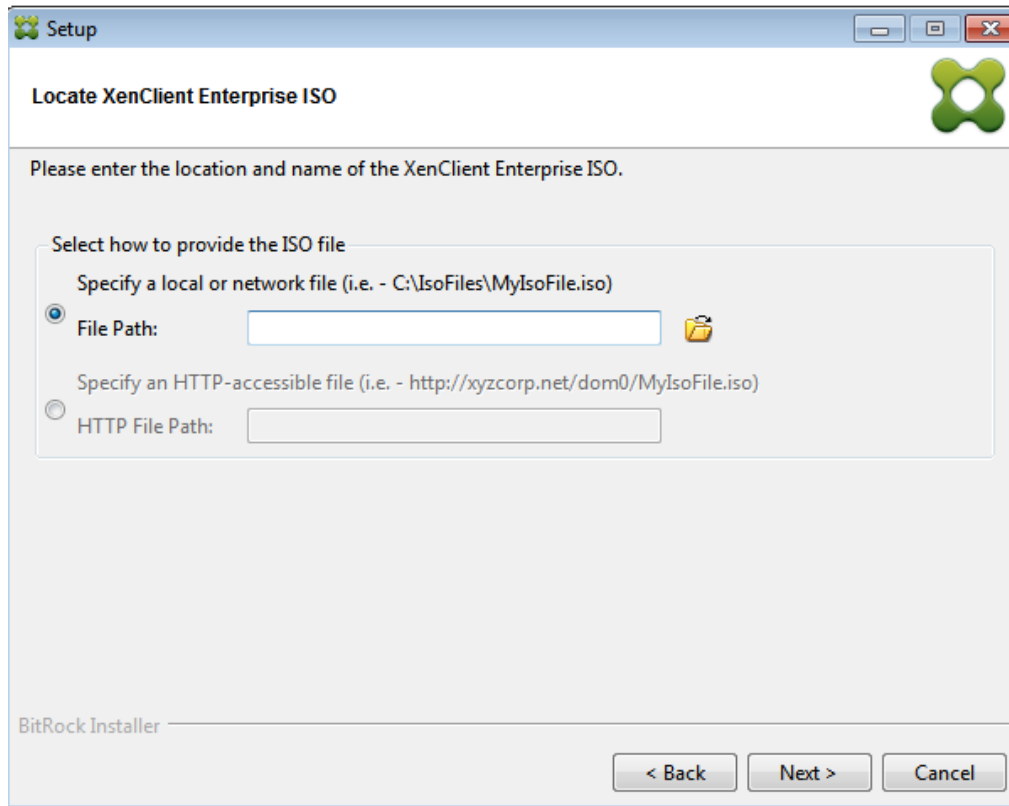 Setup
Locate XenClient Enterprise ISO
Please enter the location and name of the XenClient Enterprise ISO.
Select how to provide the ISO file
Specify a local or network file (i.e. - C:\IsoFiles\MyIsoFile.iso)
File Path:
Specify an HTTP-accessible file (i.e. - http://xyzcorp.net/dom0/MyIsoFile.iso)
HTTP File Path:
BitRock Installer
< Back Next > Cancel